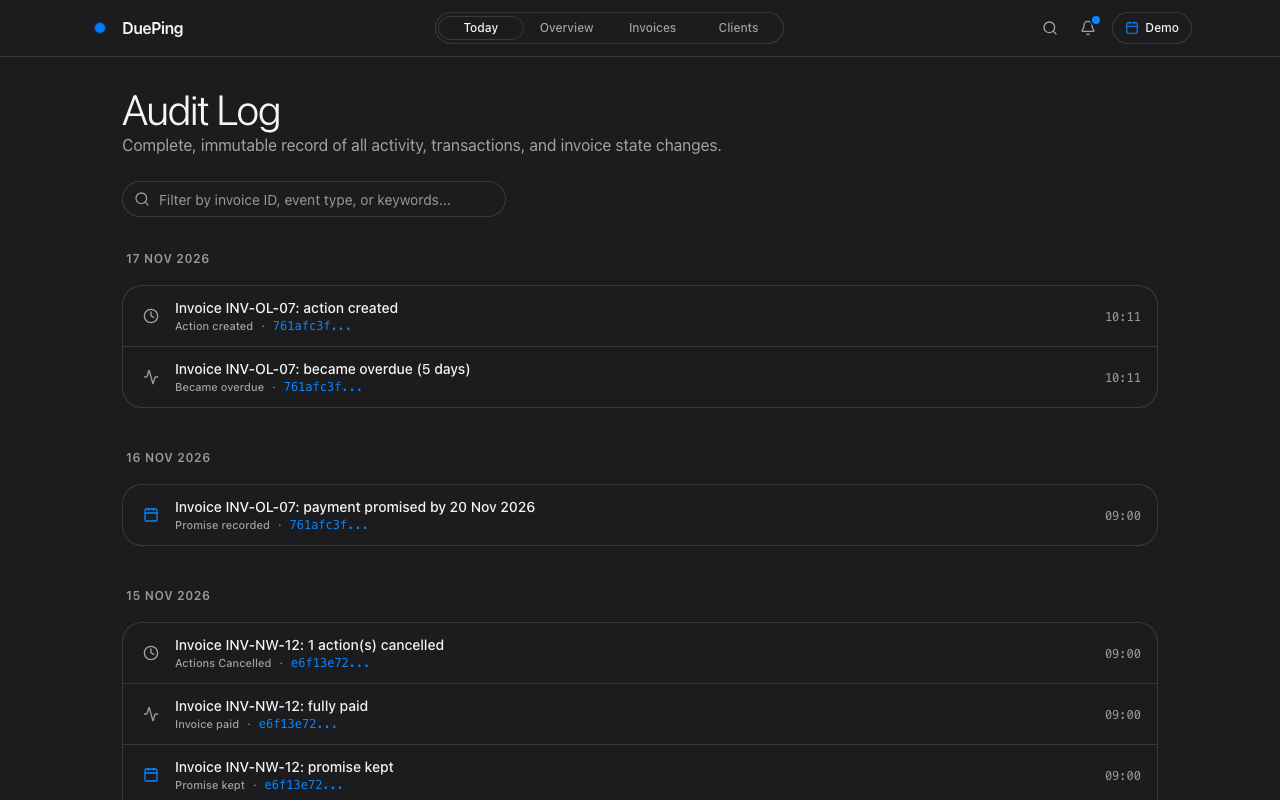 DuePing
Today Overview Invoices Clients
Demo
Audit Log
Complete, immutable record of all activity, transactions, and invoice state changes.
Filter by invoice ID, event type, or keywords...
17 NOV 2026
Invoice INV-OL-07: action created
Action created · 761afc3f...
10:11
Invoice INV-OL-07: became overdue (5 days)
Became overdue · 761afc3f...
10:11
16 NOV 2026
Invoice INV-OL-07: payment promised by 20 Nov 2026
Promise recorded · 761afc3f...
09:00
15 NOV 2026
Invoice INV-NW-12: 1 action(s) cancelled
Actions Cancelled · e6f13e72...
09:00
Invoice INV-NW-12: fully paid
Invoice paid · e6f13e72...
09:00
Invoice INV-NW-12: promise kept
Promise kept · e6f13e72...
09:00